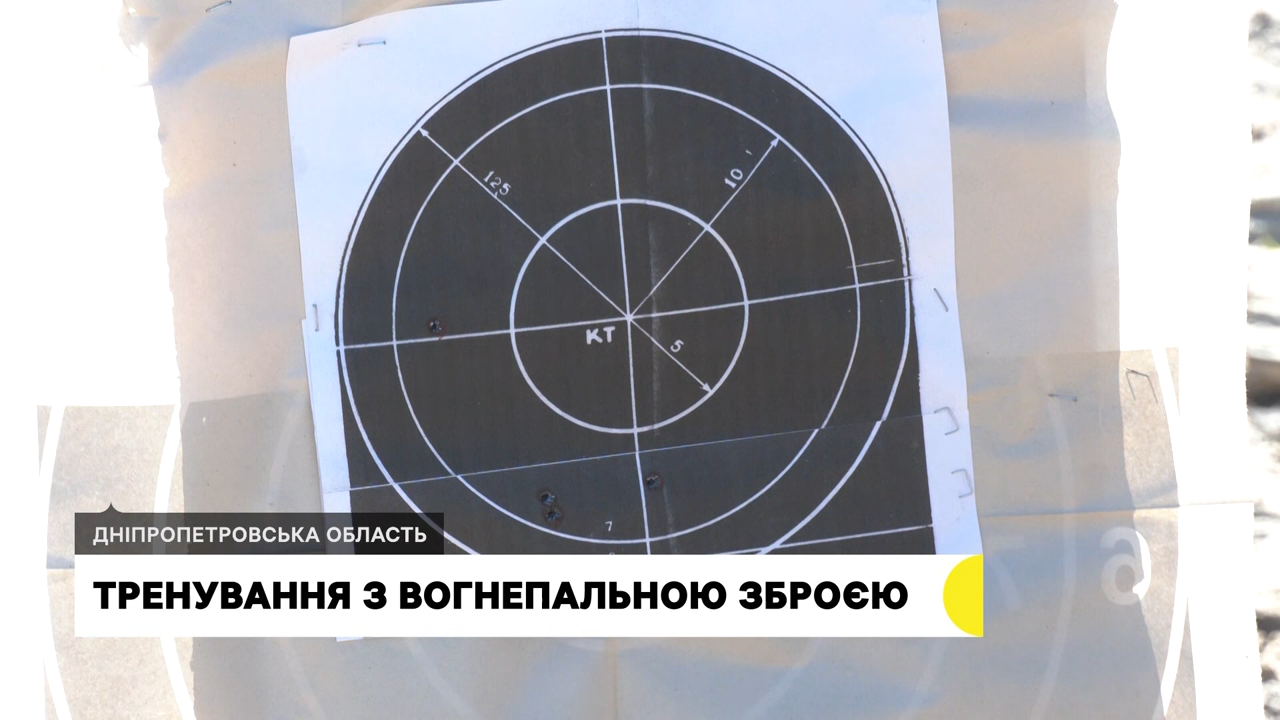 125
10
КТ
5
7
ДНІПРОПЕТРОВСЬКА ОБЛАСТЬ
ТРЕНУВАННЯ З ВОГНЕПАЛЬНОЮ ЗБРОЄЮ